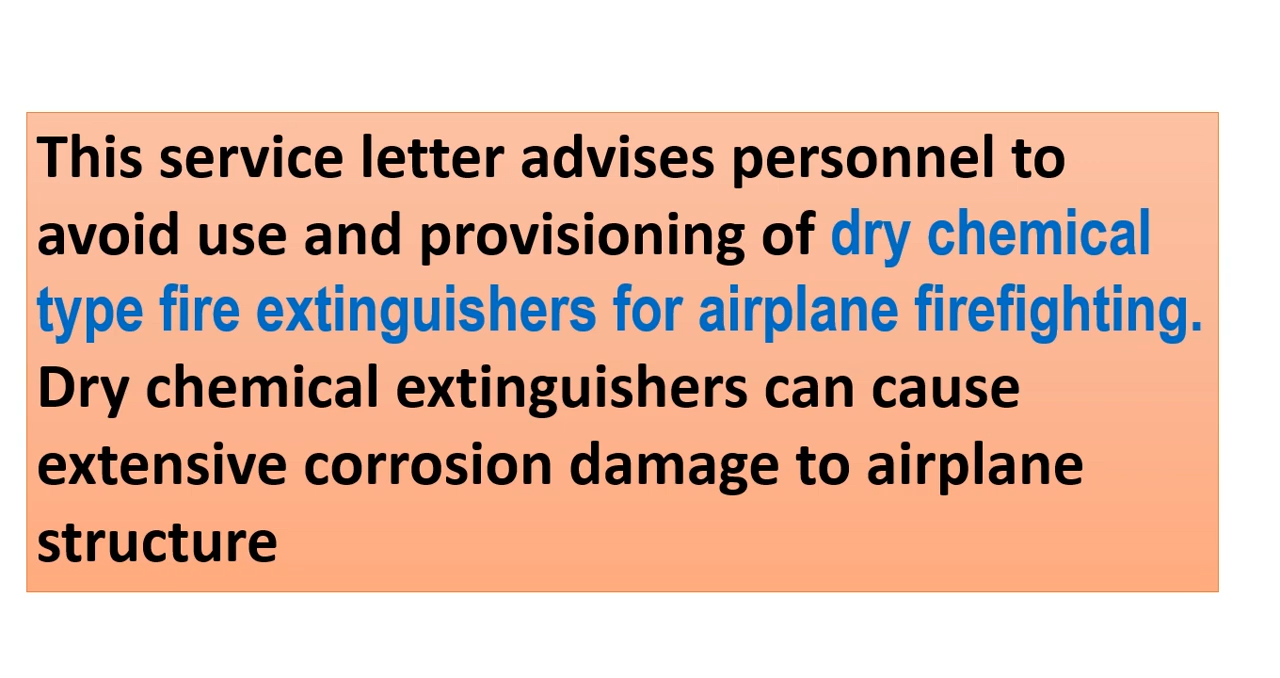 This service letter advises personnel to
avoid use and provisioning of dry chemical
type fire extinguishers for airplane firefighting.
Dry chemical extinguishers can cause
extensive corrosion damage to airplane
structure